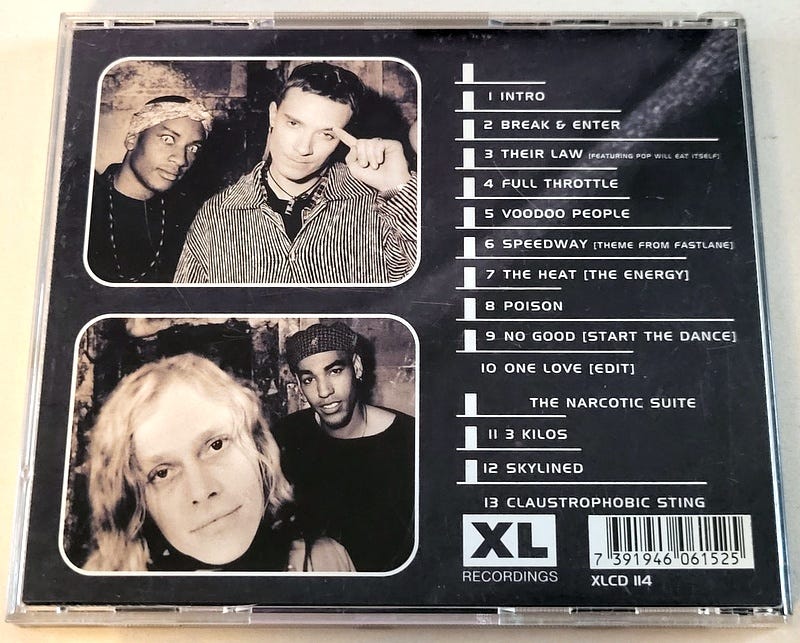 1 INTRO
2 BREAK & ENTER
3 THEIR LAW [FEATURING POP WILL EAT ITSELF]
4 FULL THROTTLE
5 VOODOO PEOPLE
6 SPEEDWAY [THEME FROM FASTLANE]
7 THE HEAT [THE ENERGY]
8 POISON
9 NO GOOD [START THE DANCE]
10 ONE LOVE [EDIT]
THE NARCOTIC SUITE
11 3 KILOS
12 SKYLINED
13 CLAUSTROPHOBIC STING
XL
RECORDINGS
7 391946 061525
XLCD 114